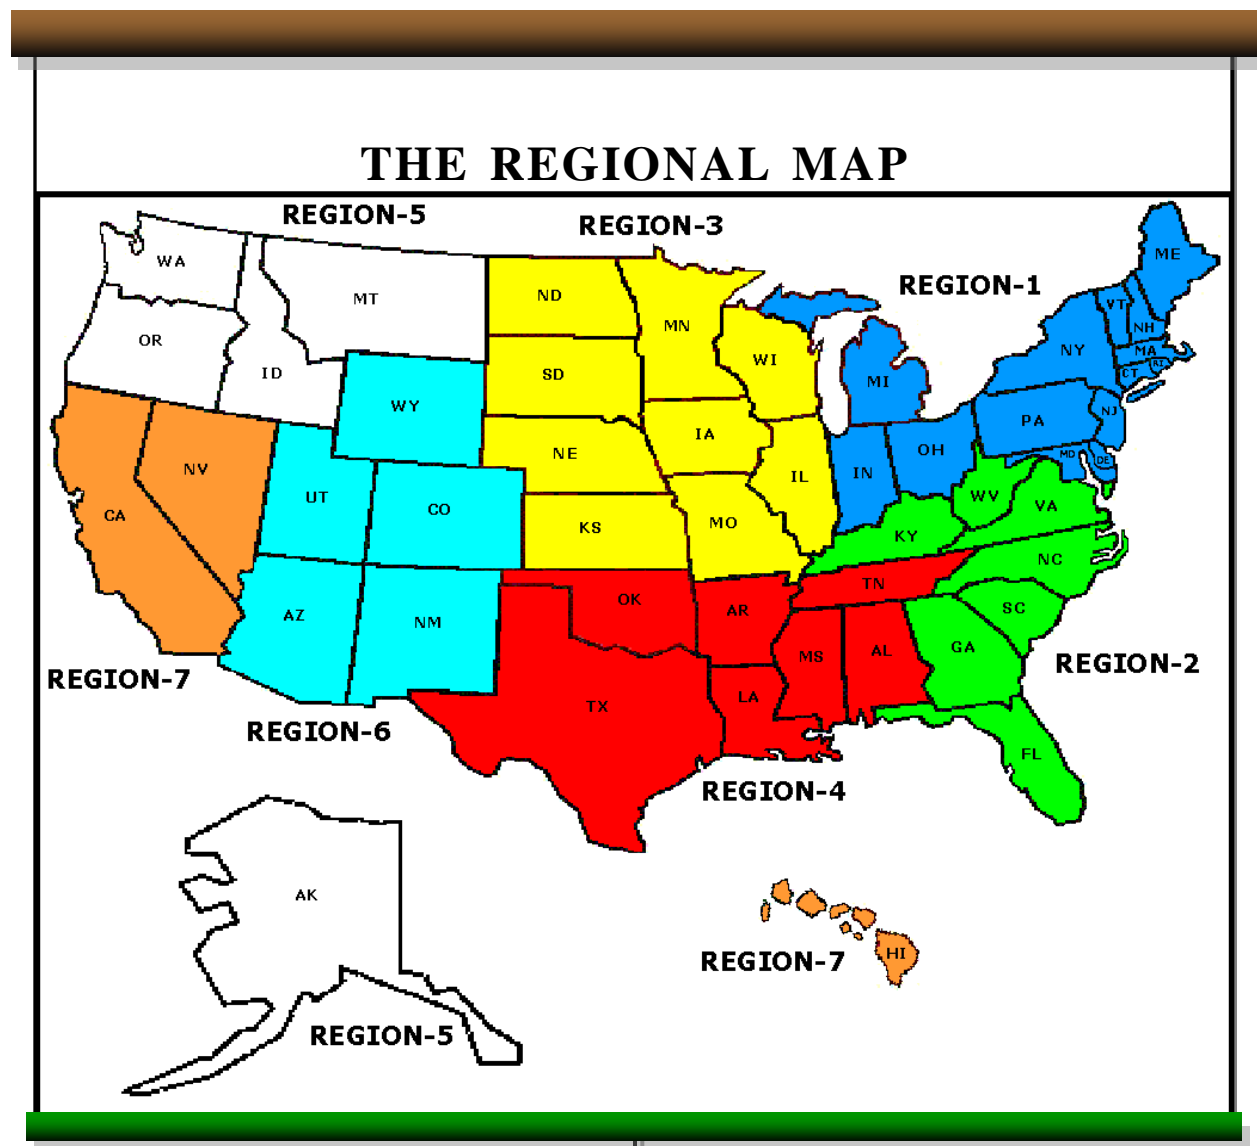 THE REGIONAL MAP
REGION-5
REGION-3
REGION-1
WA
MT
OR
ID
ND
MN
SD
WI
NE
IA
KS
MO
IL
MI
ME
VT
NH
NY
MA
CT
RI
PA
NJ
OH
IN
MD
DE
WY
NV
UT
CO
CA
AZ
NM
WV
VA
KY
NC
TN
SC
OK
AR
GA
MS
AL
TX
LA
FL
REGION-7
REGION-6
REGION-2
REGION-4
AK
REGION-5
REGION-7
HI